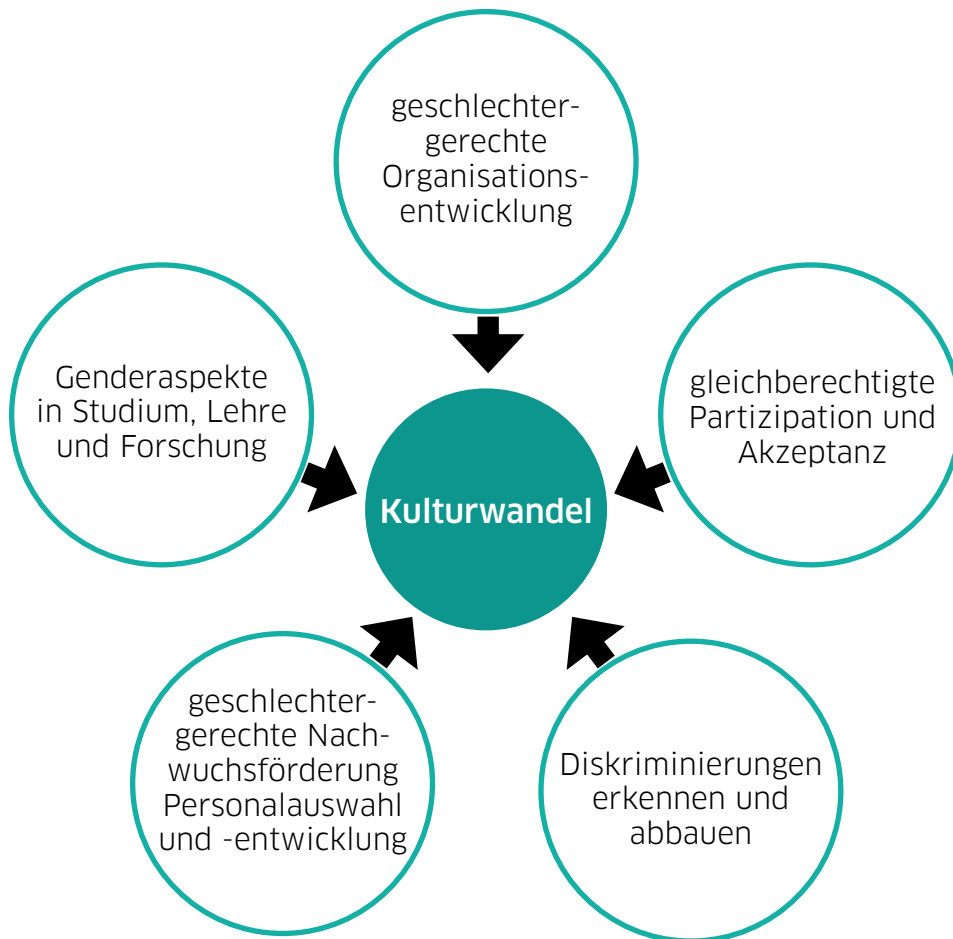 geschlechter-
gerechte
Organisations-
entwicklung
Genderaspekte
in Studium, Lehre
und Forschung
gleichberechtigte
Partizipation und
Akzeptanz
Kulturwandel
geschlechter-
gerechte Nach-
wuchsförderung
Personalauswahl
und -entwicklung
Diskriminierungen
erkennen und
abbauen